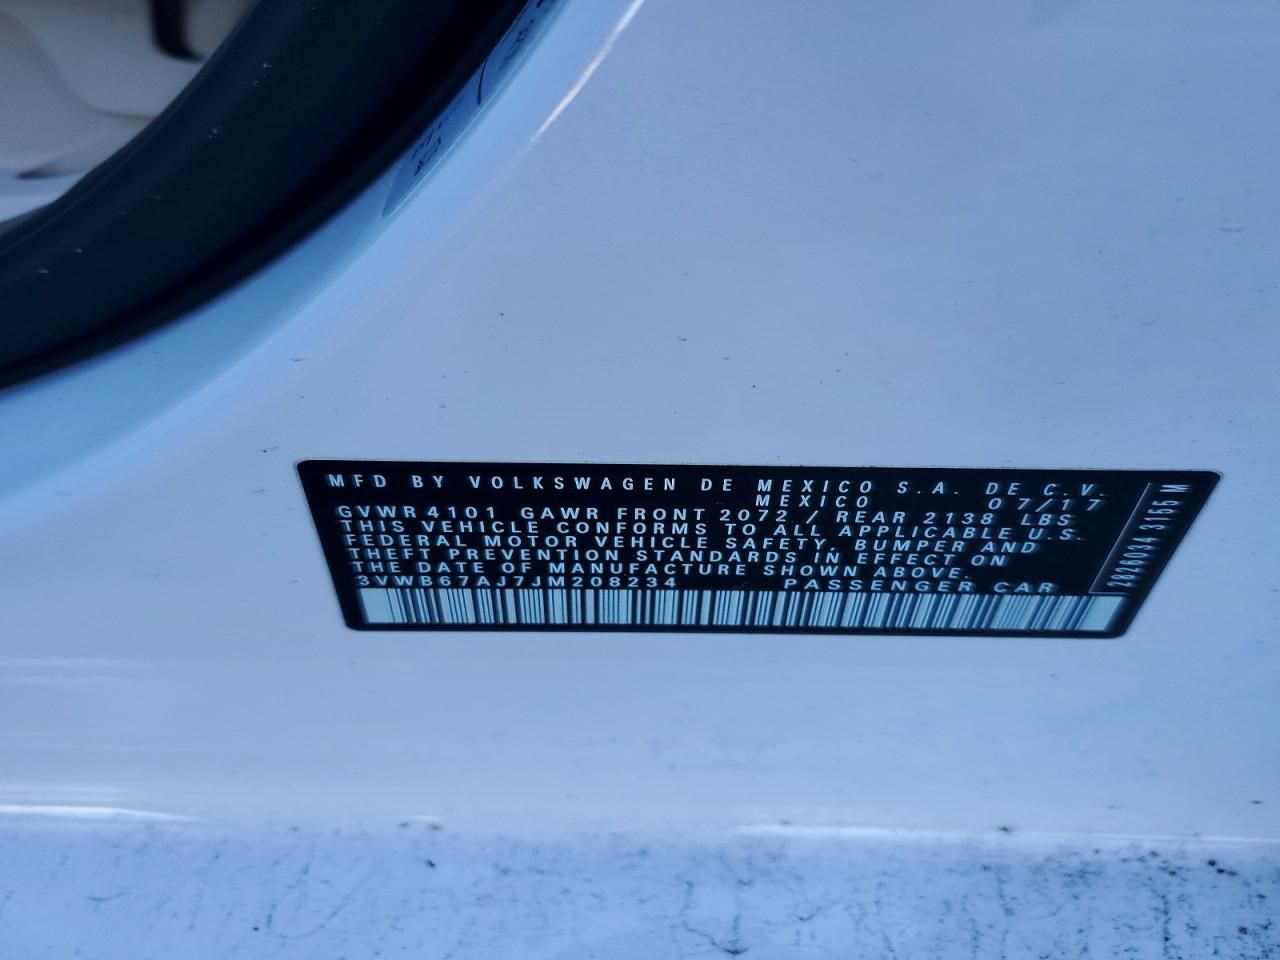 MFD BY VOLKSWAGEN DE MEXICO S.A. DE C.V.
MEXICO 07/17
GVWR 4101 GAWR FRONT 2072 / REAR 2138 LBS
THIS VEHICLE CONFORMS TO ALL APPLICABLE U.S.
FEDERAL MOTOR VEHICLE SAFETY, BUMPER AND
THEFT PREVENTION STANDARDS IN EFFECT ON
THE DATE OF MANUFACTURE SHOWN ABOVE.
3VWB67AJ7JM208234 PASSENGER CAR
28260934 3155 M